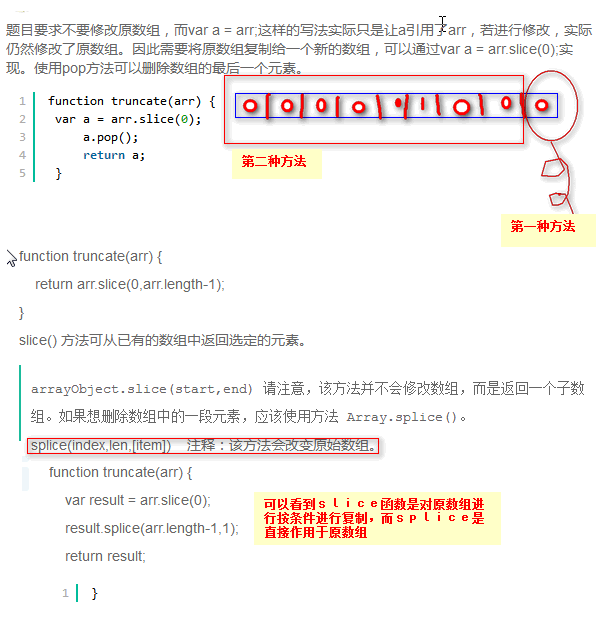 题目要求不要修改原数组，而var a = arr;这样的写法实际只是让a引用了arr，若进行修改，实际
仍然修改了原数组。因此需要将原数组复制给一个新的数组，可以通过var a = arr.slice(0);实
现。使用pop方法可以删除数组的最后一个元素。
1 function truncate(arr) {
2 var a = arr.slice(0);
3 a.pop();
4 return a;
5 }
第二种方法
第一种方法
function truncate(arr) {
return arr.slice(0,arr.length-1);
}
slice() 方法可从已有的数组中返回选定的元素。
arrayObject.slice(start,end) 请注意，该方法并不会修改数组，而是返回一个子数
组。如果想删除数组中的一段元素，应该使用方法 Array.splice()。
splice(index,len,[item]) 注释：该方法会改变原始数组。
function truncate(arr) {
var result = arr.slice(0);
result.splice(arr.length-1,1);
return result;
可以看到ｓｌｉｃｅ函数是对原数组进
行按条件进行复制，而ｓｐｌｉｃｅ是
直接作用于原数组
1 }